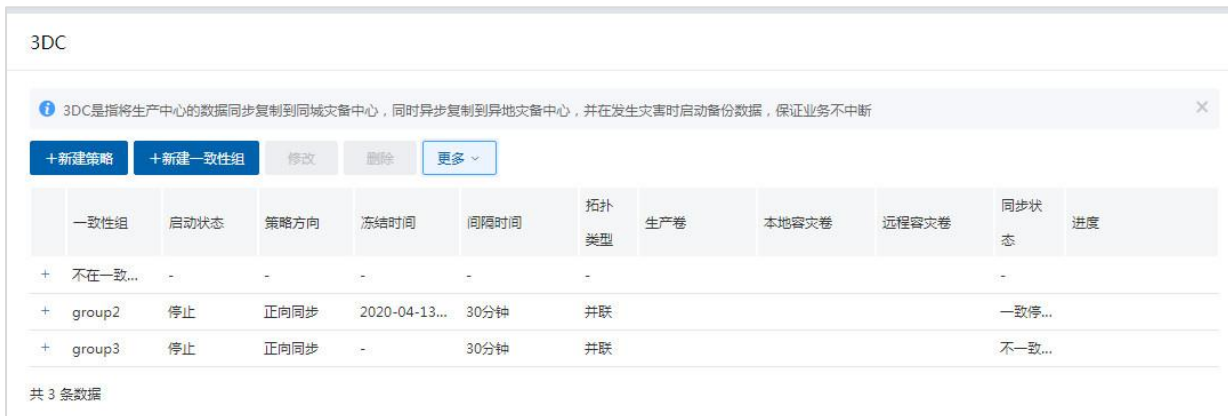 3DC
3DC是指将生产中心的数据同步复制到同城灾备中心，同时异步复制到异地灾备中心，并在发生灾害时启动备份数据，保证业务不中断
+新建策略 +新建一致性组 修改 删除 更多
一致性组 启动状态 策略方向 冻结时间 间隔时间 拓扑类型 生产卷 本地容灾卷 远程容灾卷 同步状态 进度
+ 不在一致... - - - - - -
+ group2 停止 正向同步 2020-04-13... 30分钟 并联 一致停...
+ group3 停止 正向同步 - 30分钟 并联 不一致...
共 3 条数据